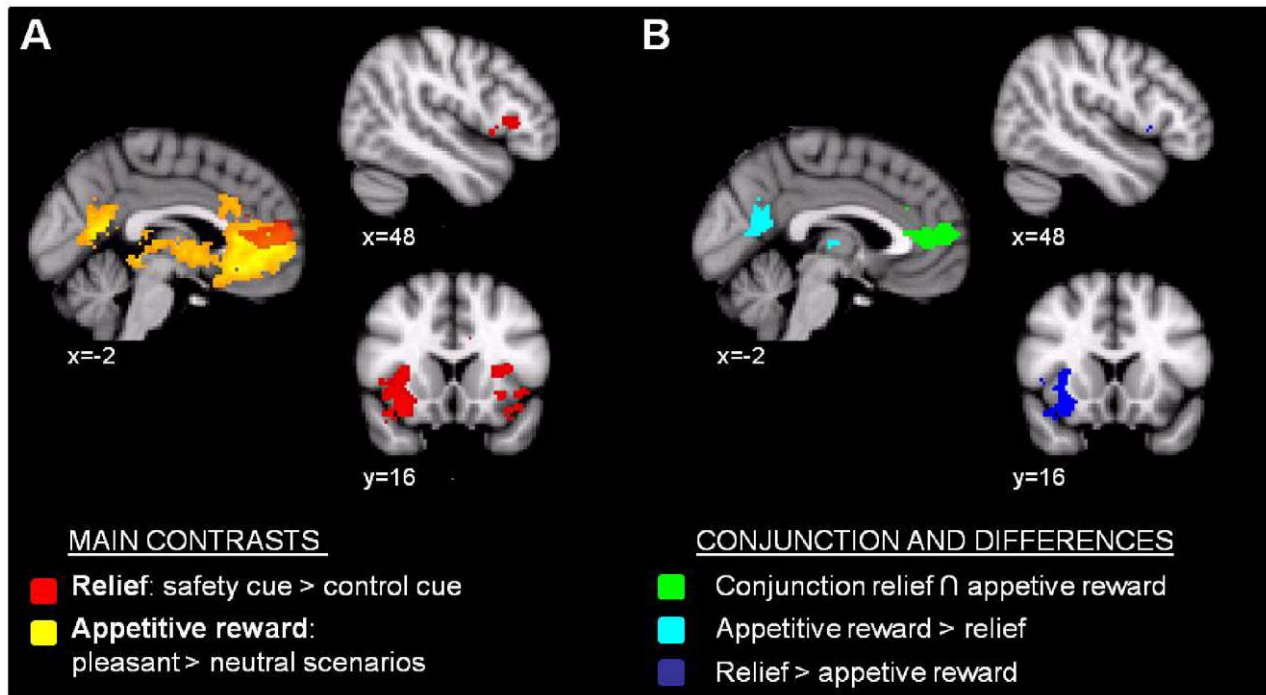 A
x=48
x=-2
y=16
MAIN CONTRASTS
Relief: safety cue > control cue
Appetitive reward:
pleasant > neutral scenarios
B
x=48
x=-2
y=16
CONJUNCTION AND DIFFERENCES
Conjunction relief ∩ appetive reward
Appetitive reward > relief
Relief > appetive reward